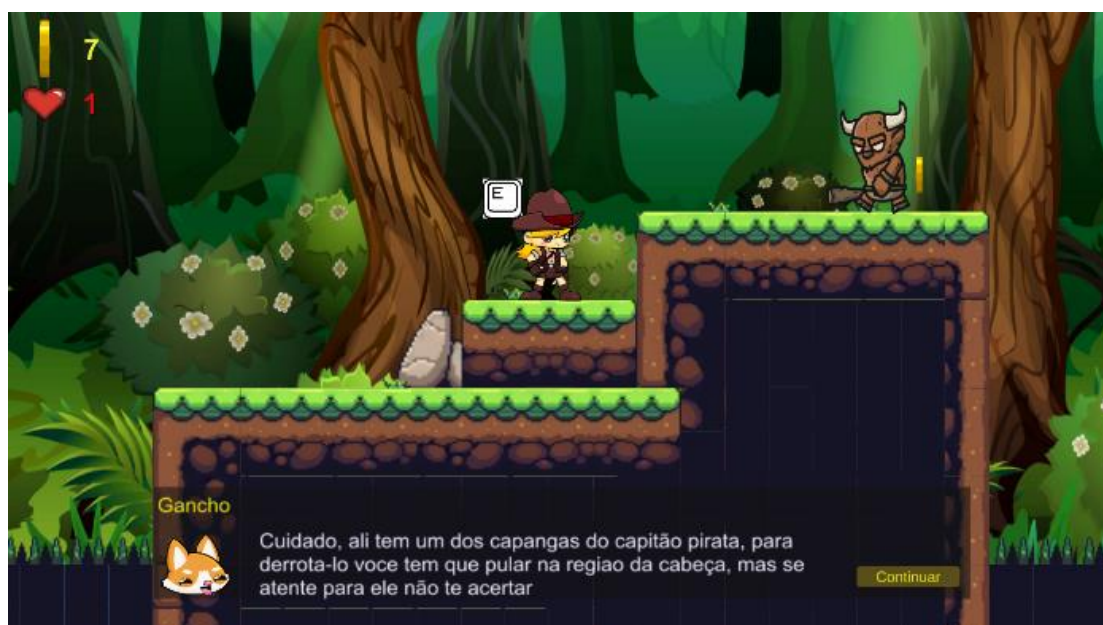 7
1
E
Gancho
Cuidado, ali tem um dos capangas do capitão pirata, para
derrota-lo voce tem que pular na regiao da cabeça, mas se
atente para ele não te acertar
Continuar